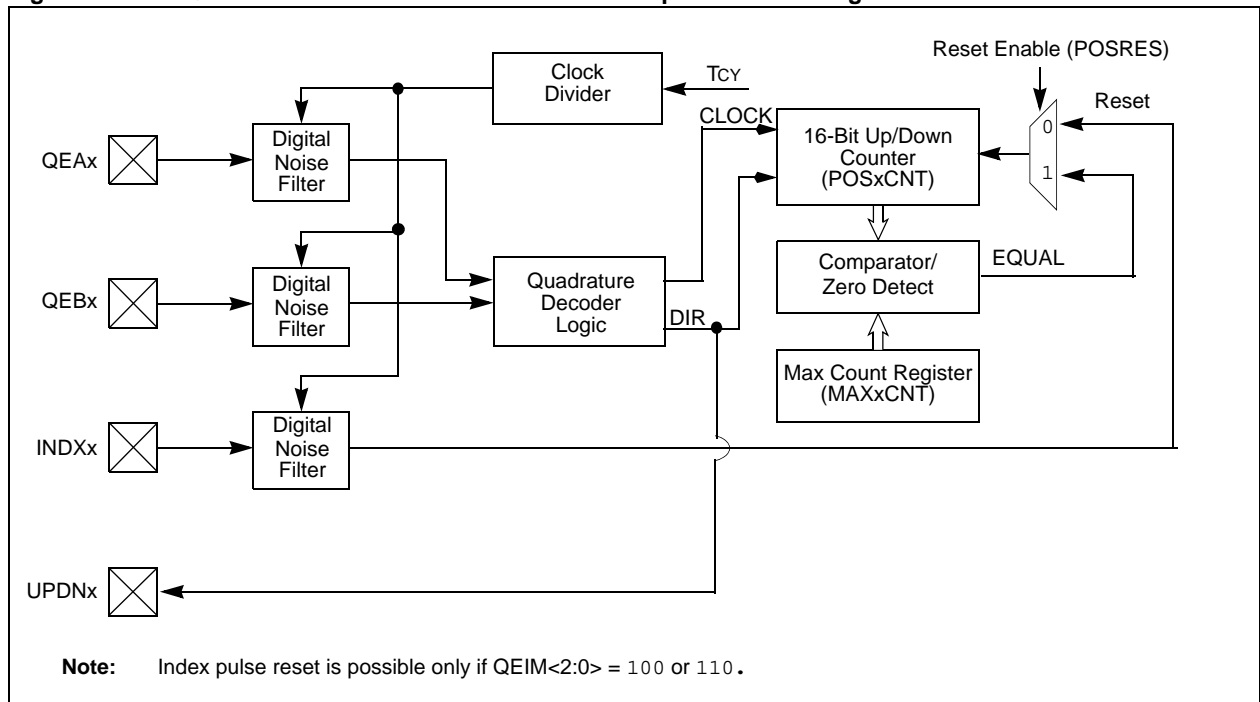 Reset Enable (POSRES)
Clock
Divider
TCY
Reset
CLOCK
16-Bit Up/Down
Counter
(POSxCNT)
0
1
QEAx
Digital
Noise
Filter
Comparator/
Zero Detect
EQUAL
QEBx
Digital
Noise
Filter
Quadrature
Decoder
Logic
DIR
Max Count Register
(MAXxCNT)
INDXx
Digital
Noise
Filter
UPDNx
Note: Index pulse reset is possible only if QEIM<2:0> = 100 or 110.